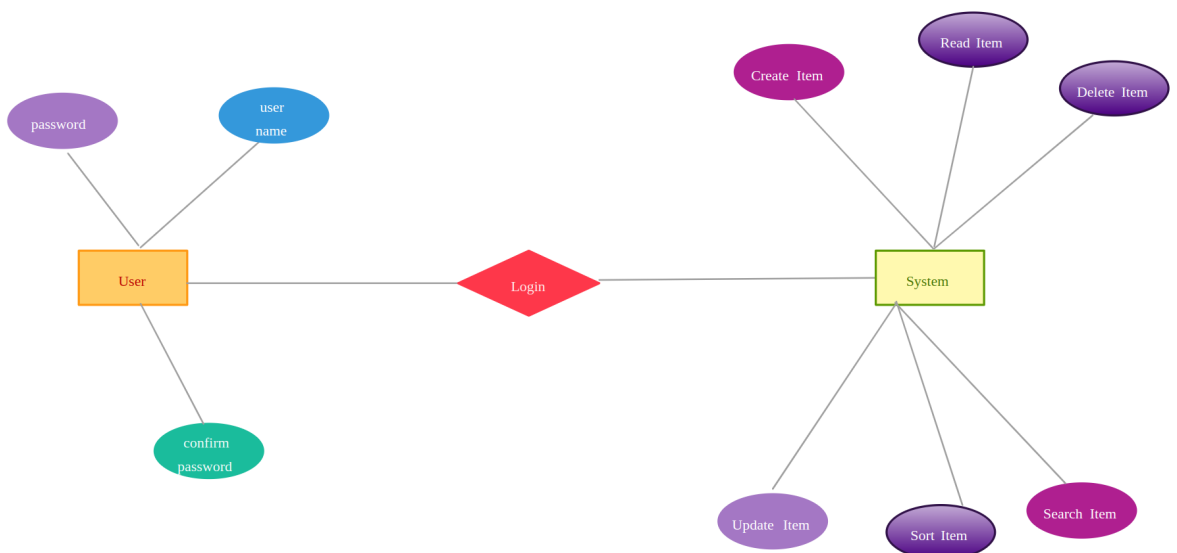 Read Item
Create Item
Delete Item
user
name
password
User
Login
System
confirm
password
Update Item
Search Item
Sort Item